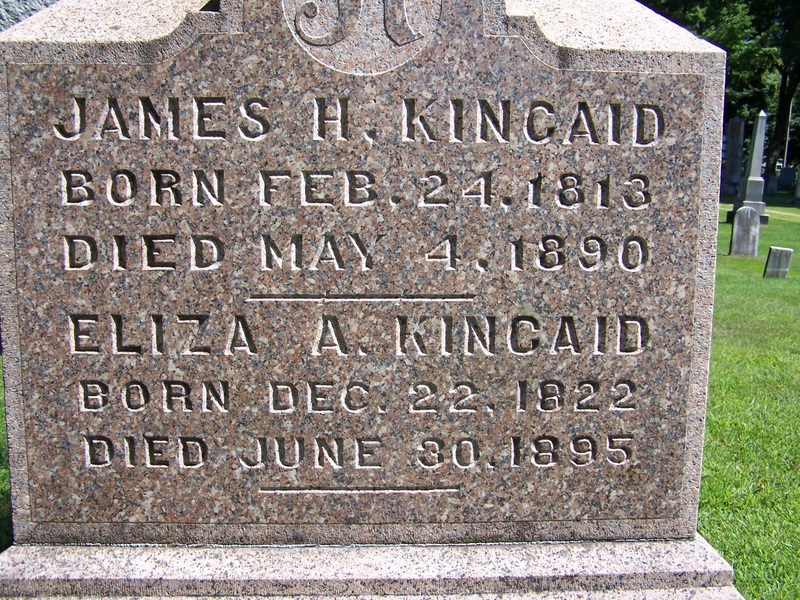 JAMES H. KINCAID
BORN FEB. 24. 1813
DIED MAY 4. 1890
ELIZA A. KINCAID
BORN DEC. 22. 1822
DIED JUNE 30. 1895